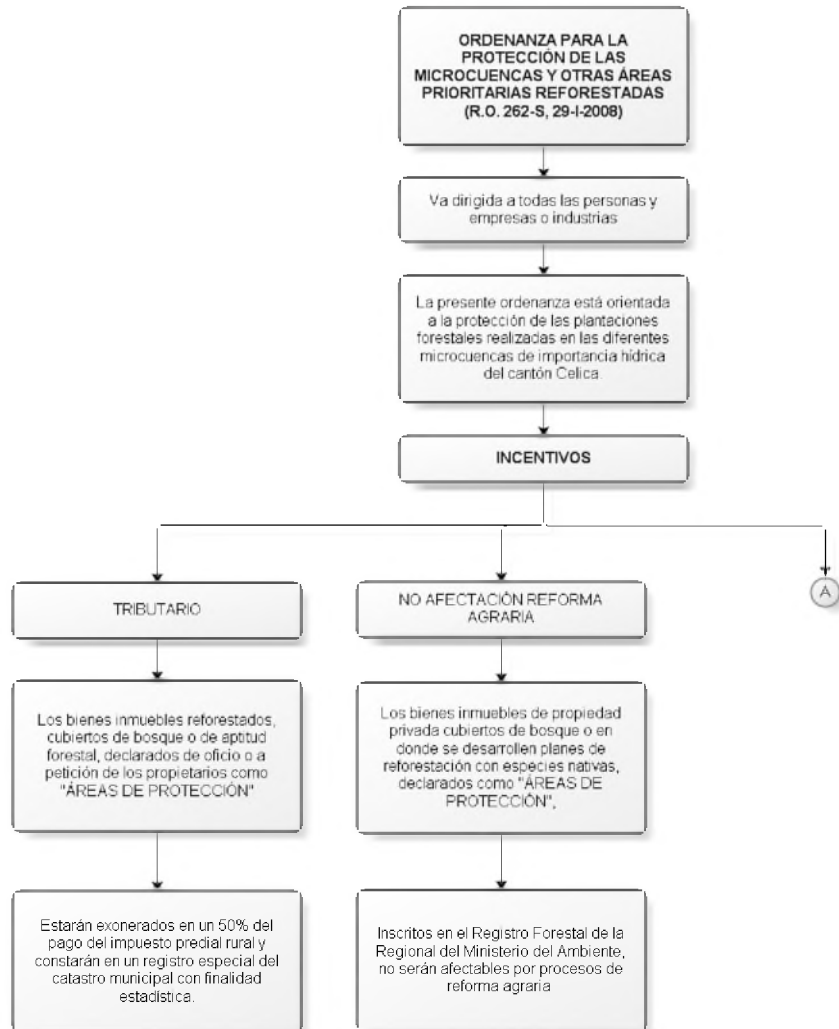 ORDENANZA PARA LA
PROTECCIÓN DE LAS
MICROCUENCAS Y OTRAS ÁREAS
PRIORITARIAS REFORESTADAS
(R.O. 262-S, 29-I-2008)
Va dirigida a todas las personas y
empresas o industrias
La presente ordenanza está orientada
a la protección de las plantaciones
forestales realizadas en las diferentes
microcuencas de importancia hídrica
del cantón Celica.
INCENTIVOS
TRIBUTARIO
NO AFECTACIÓN REFORMA
AGRARIA
A
Los bienes inmuebles reforestados,
cubiertos de bosque o de aptitud
forestal, declarados de oficio o a
petición de los propietarios como
"ÁREAS DE PROTECCIÓN"
Los bienes inmuebles de propiedad
privada cubiertos de bosque o en
donde se desarrollen planes de
reforestación con especies nativas,
declarados como "ÁREAS DE
PROTECCIÓN",
Estarán exonerados en un 50% del
pago del impuesto predial rural y
constarán en un registro especial del
catastro municipal con finalidad
estadística.
Inscritos en el Registro Forestal de la
Regional del Ministerio del Ambiente,
no serán afectables por procesos de
reforma agraria